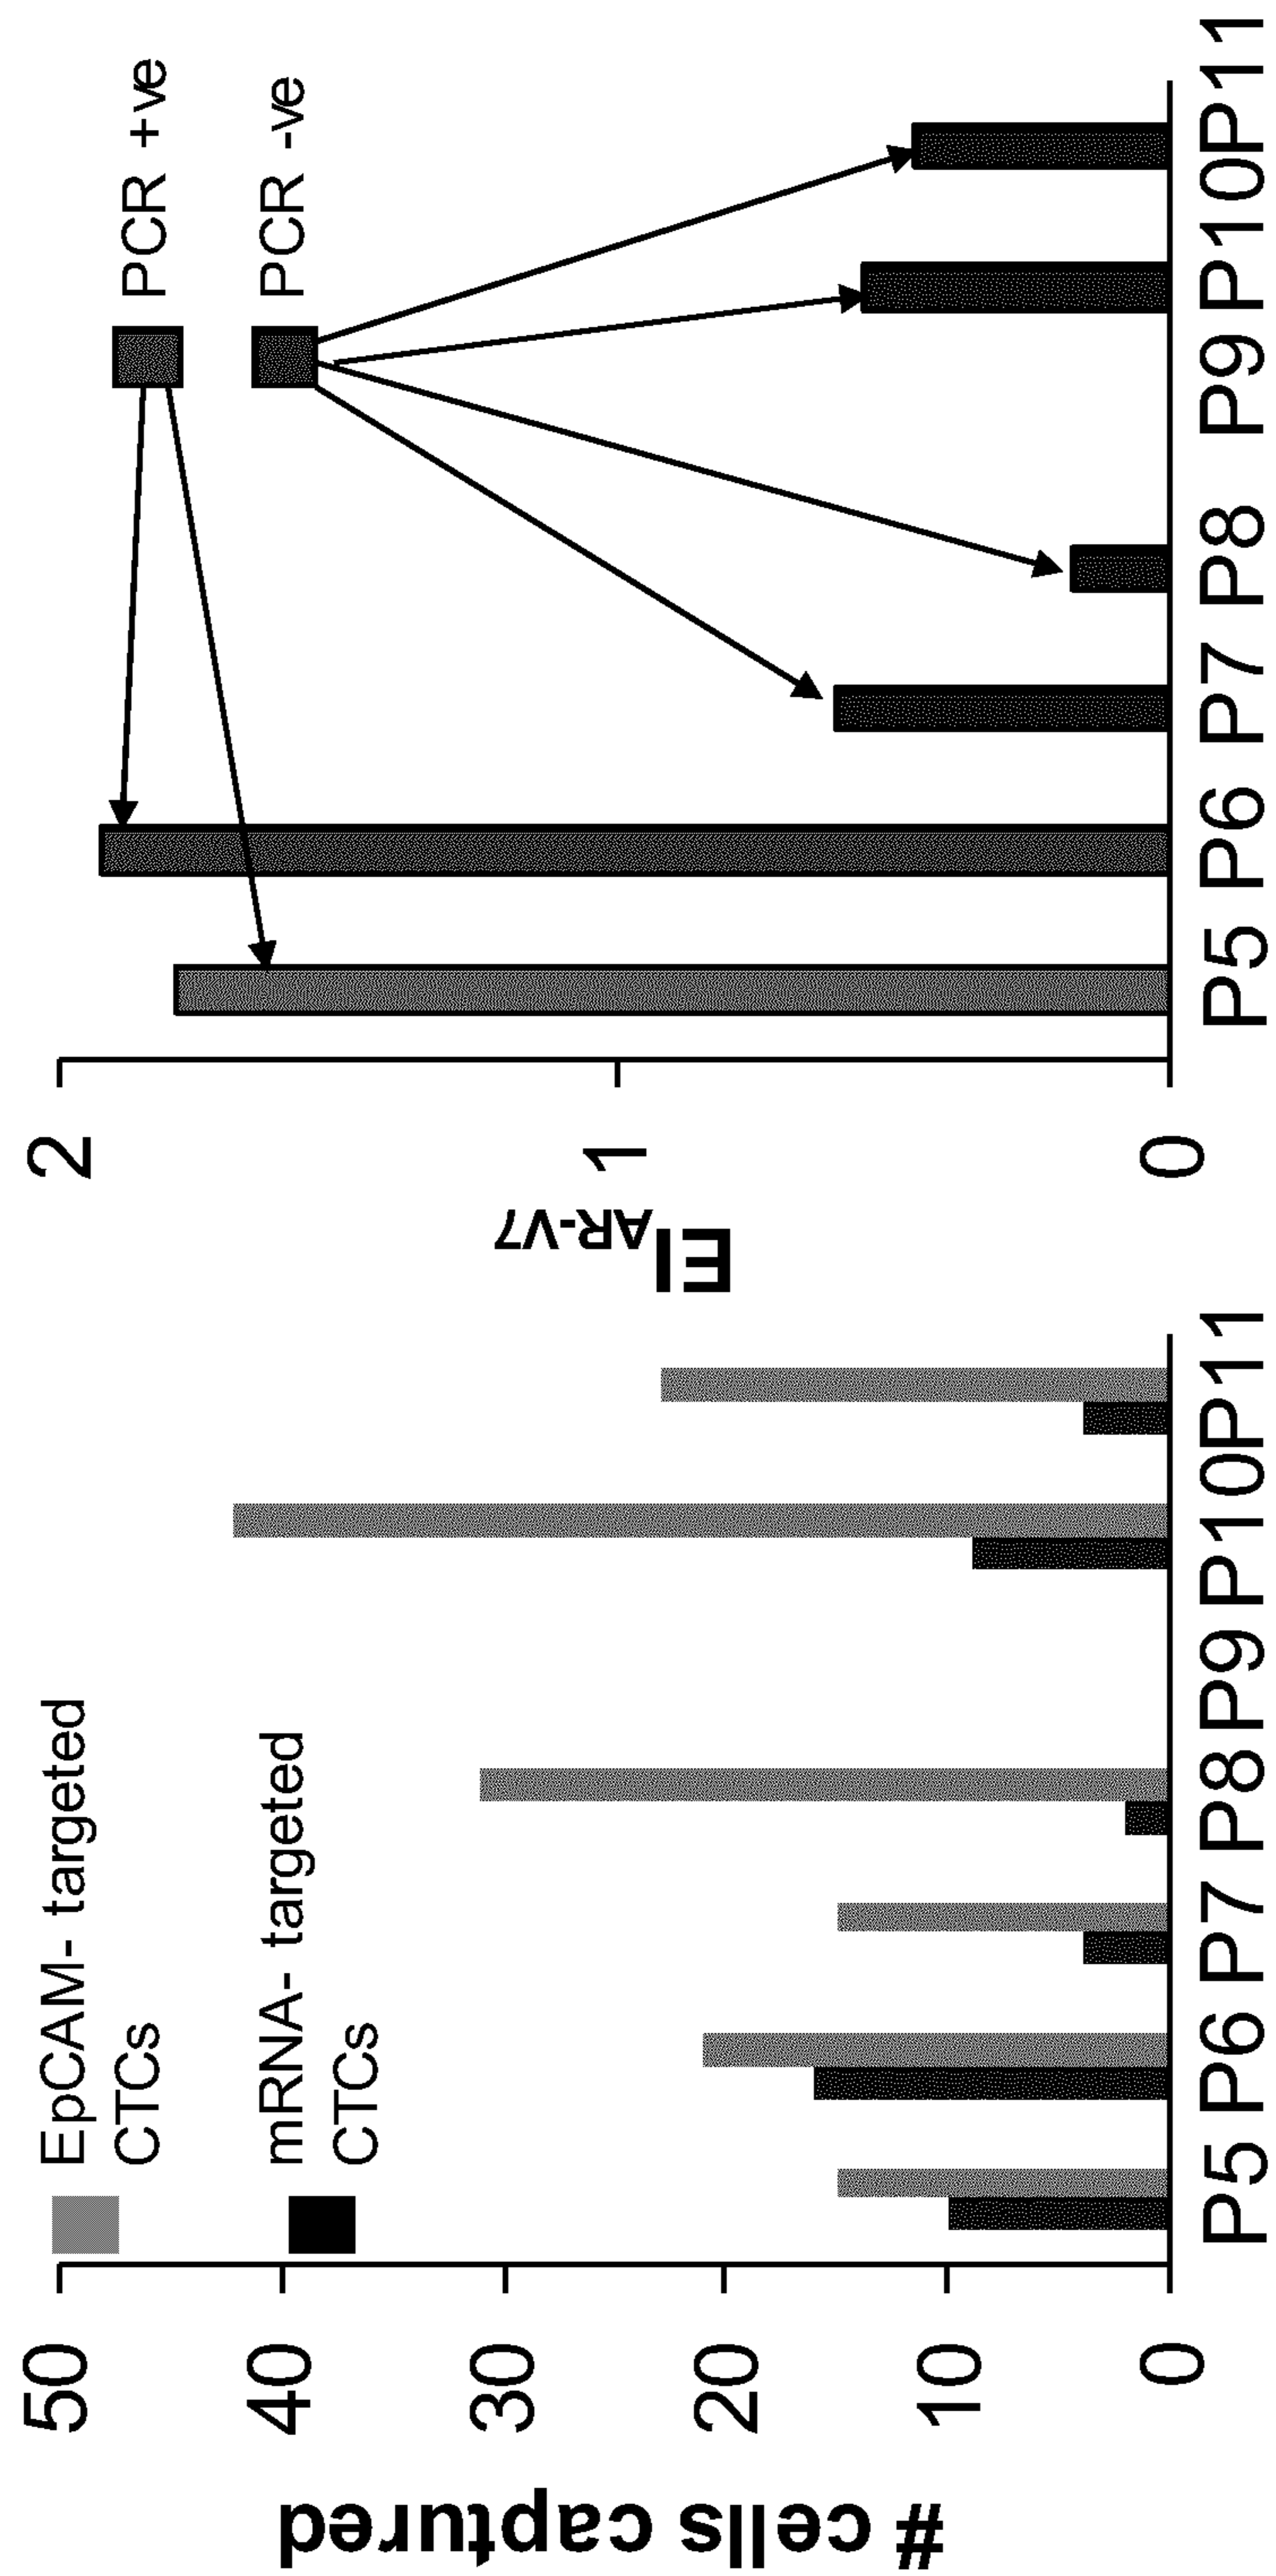 # cells captured
50
40
30
20
10
0
EpCAM- targeted
CTCs
mRNA- targeted
CTCs
P5 P6 P7 P8 P9 P10 P11
EI AR-V7
2
1
0
PCR +ve
PCR -ve
P5 P6 P7 P8 P9 P10 P11